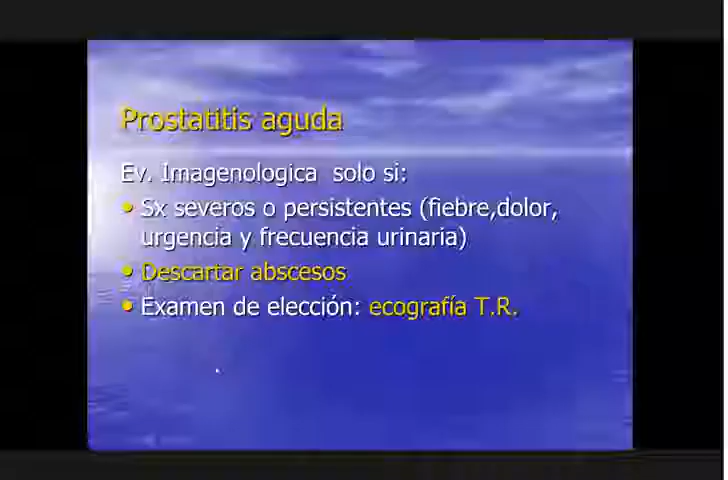 Prostatitis aguda
Ev. Imagenologica solo si:
• Sx severos o persistentes (fiebre,dolor,
urgencia y frecuencia urinaria)
• Descartar abscesos
• Examen de elección: ecografía T.R.